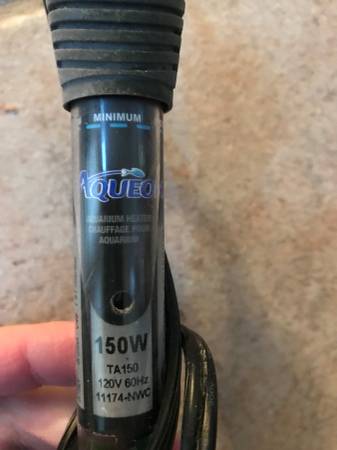 MINIMUM
AQUEO
AQUARIUM HEATER
CHAUFFAGE POUR
AQUARIUM
150W
TA150
120V 60Hz
11174-NWC